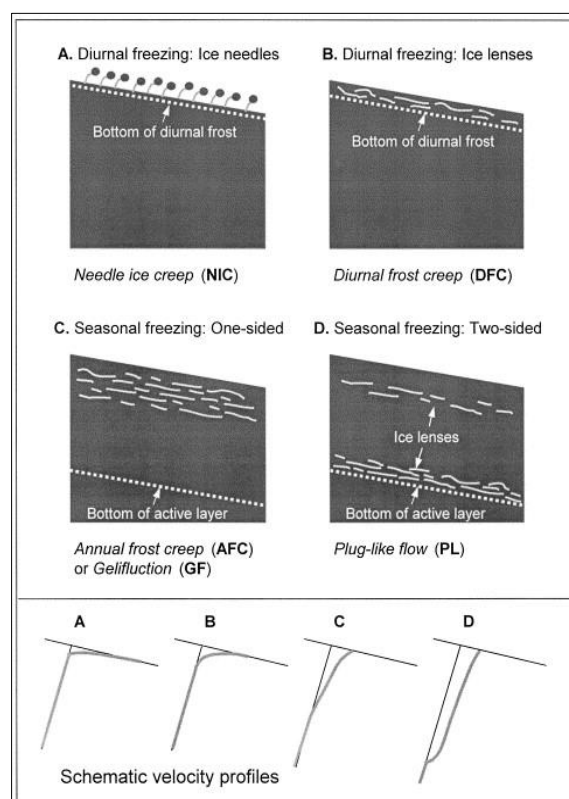 A. Diurnal freezing: Ice needles
Bottom of diurnal frost
Needle ice creep (NIC)
B. Diurnal freezing: Ice lenses
Bottom of diurnal frost
Diurnal frost creep (DFC)
C. Seasonal freezing: One-sided
Bottom of active layer
Annual frost creep (AFC)
or Gelifluction (GF)
D. Seasonal freezing: Two-sided
Ice lenses
Bottom of active layer
Plug-like flow (PL)
A
B
C
D
Schematic velocity profiles